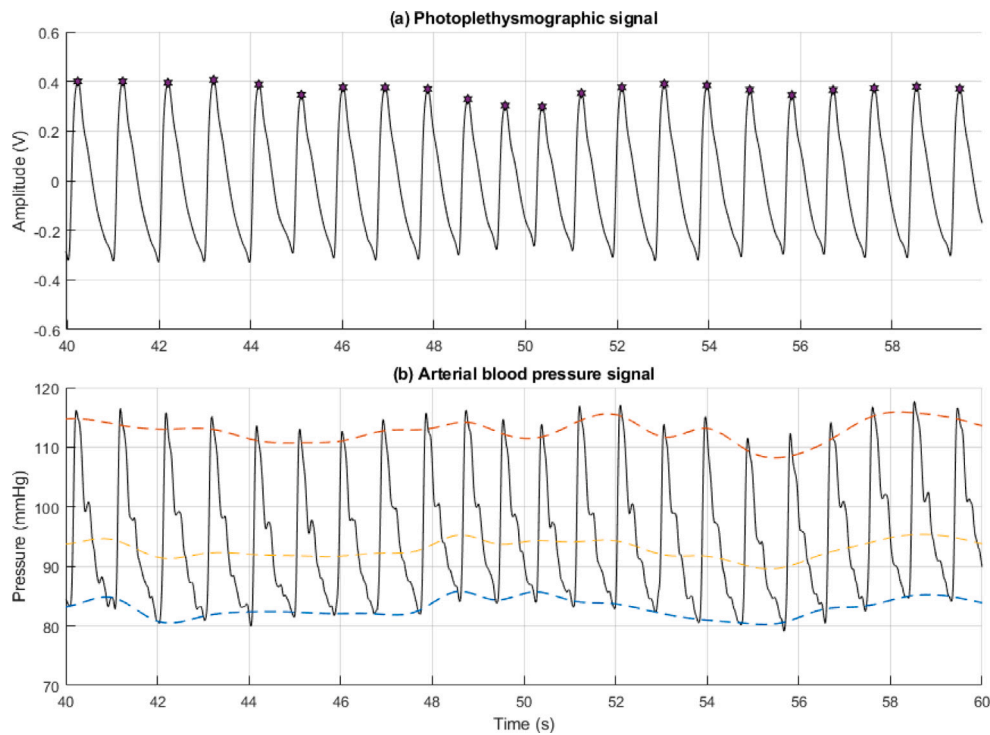 (a) Photoplethysmographic signal
0.6
0.4
0.2
0
-0.2
-0.4
-0.6
Amplitude (V)
40 42 44 46 48 50 52 54 56 58
(b) Arterial blood pressure signal
120
110
100
90
80
70
Pressure (mmHg)
40 42 44 46 48 50 52 54 56 58 60
Time (s)